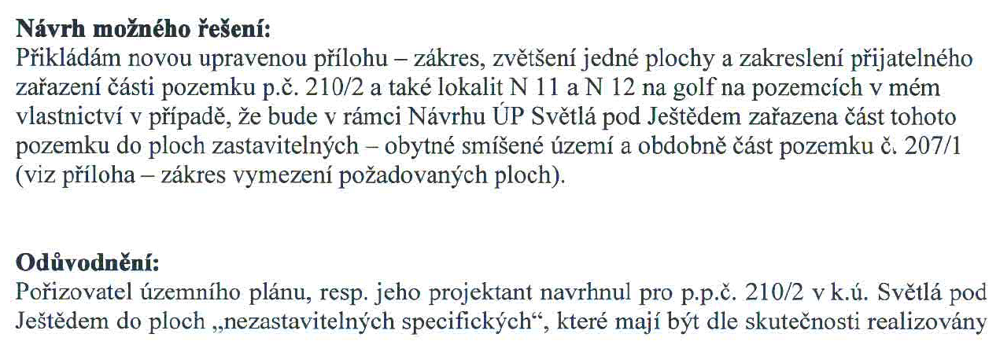 Návrh možného řešení:
Přikládám novou upravenou přílohu – zákres, zvětšení jedné plochy a zakreslení přijatelného
zařazení části pozemku p.č. 210/2 a také lokalit N 11 a N 12 na golf na pozemcích v mém
vlastnictví v případě, že bude v rámci Návrhu ÚP Světlá pod Ještědem zařazena část tohoto
pozemku do ploch zastavitelných – obytné smíšené území a obdobně část pozemku č. 207/1
(viz příloha – zákres vymezení požadovaných ploch).
Odůvodnění:
Pořizovatel územního plánu, resp. jeho projektant navrhnul pro p.p.č. 210/2 v k.ú. Světlá pod
Ještědem do ploch „nezastavitelných specifických“, které mají být dle skutečnosti realizovány